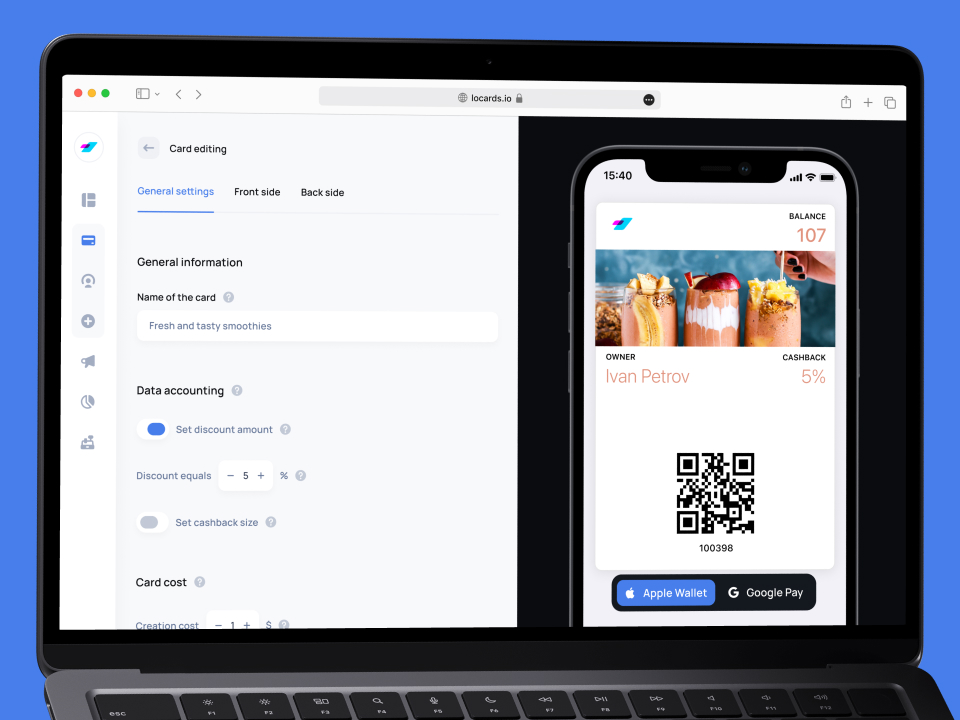 locards.io
Card editing
General settings
Front side
Back side
General information
Name of the card
Fresh and tasty smoothies
Data accounting
Set discount amount
Discount equals
− 5 +
%
Set cashback size
Card cost
Creation cost
− 1 +
$
15:40
BALANCE
107
OWNER
CASHBACK
Ivan Petrov
5%
100398
Apple Wallet
G Google Pay
esc
F1
F2
F3
F4
F5
F6
F7
F8
F9
F10
F11
F12